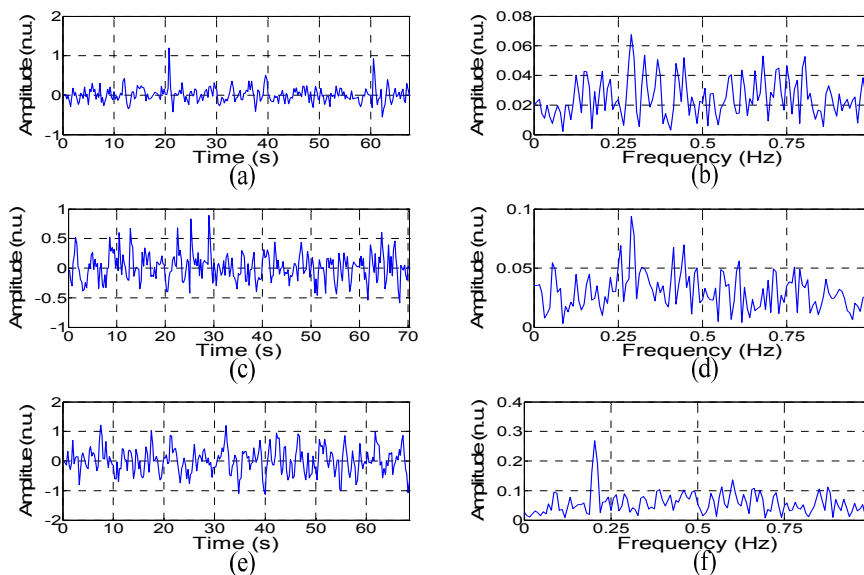 2
1
0
-1
0 10 20 30 40 50 60
Amplitude (n.u.)
Time (s)
(a)
0.08
0.06
0.04
0.02
0
0 0.25 0.5 0.75
Amplitude (n.u.)
Frequency (Hz)
(b)
1
0.5
0
-0.5
-1
0 10 20 30 40 50 60 70
Amplitude (n.u.)
Time (s)
(c)
0.1
0.05
0
0 0.25 0.5 0.75
Amplitude (n.u.)
Frequency (Hz)
(d)
2
1
0
-1
-2
0 10 20 30 40 50 60
Amplitue (n.u.)
Time (s)
(e)
0.4
0.3
0.2
0.1
0
0 0.25 0.5 0.75
Amplitude (n.u.)
Frequency (Hz)
(f)